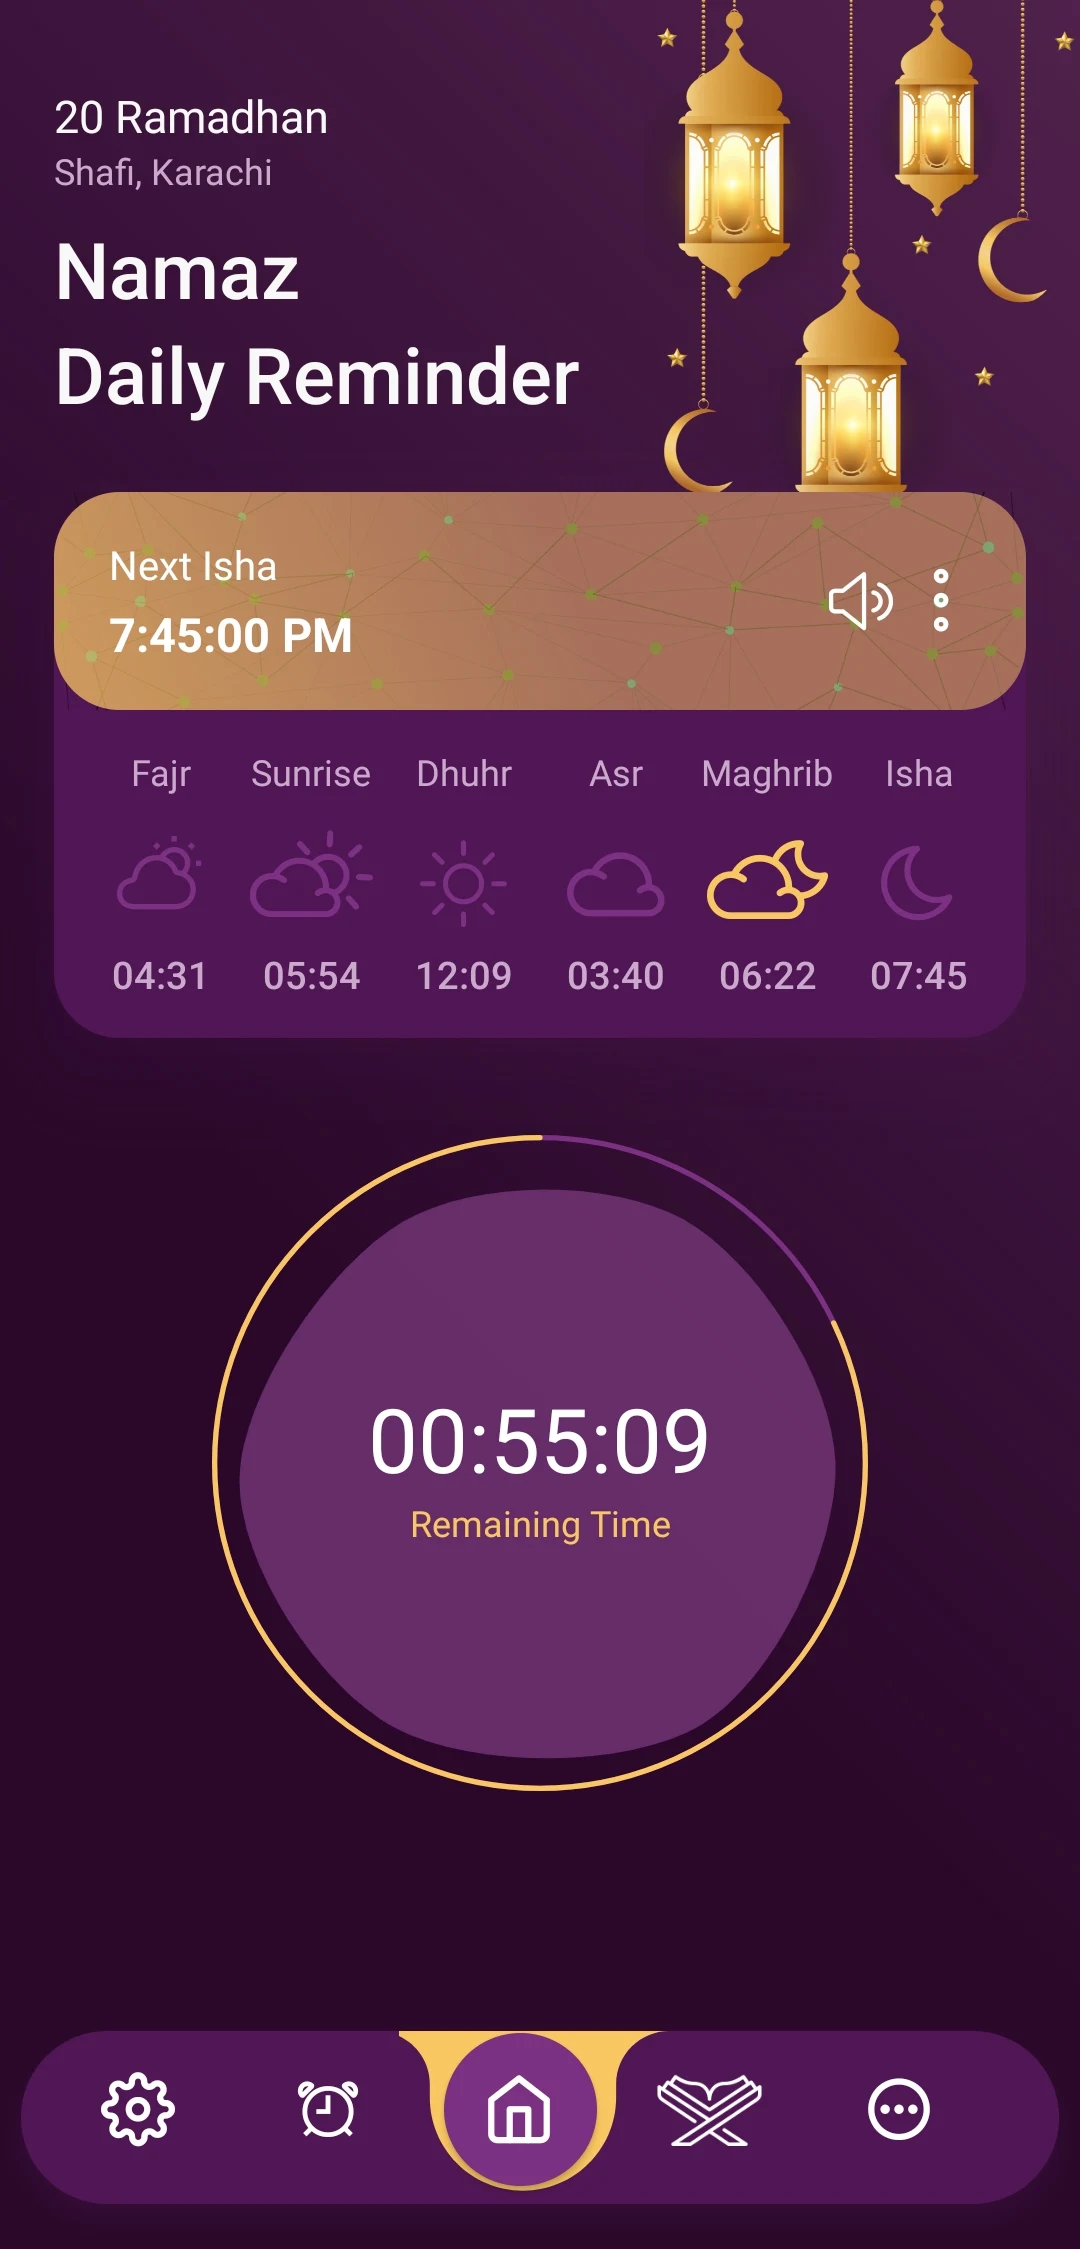 20 Ramadhan
Shafi, Karachi
Namaz
Daily Reminder
Next Isha
7:45:00 PM
Fajr Sunrise Dhuhr Asr Maghrib Isha
04:31 05:54 12:09 03:40 06:22 07:45
00:55:09
Remaining Time